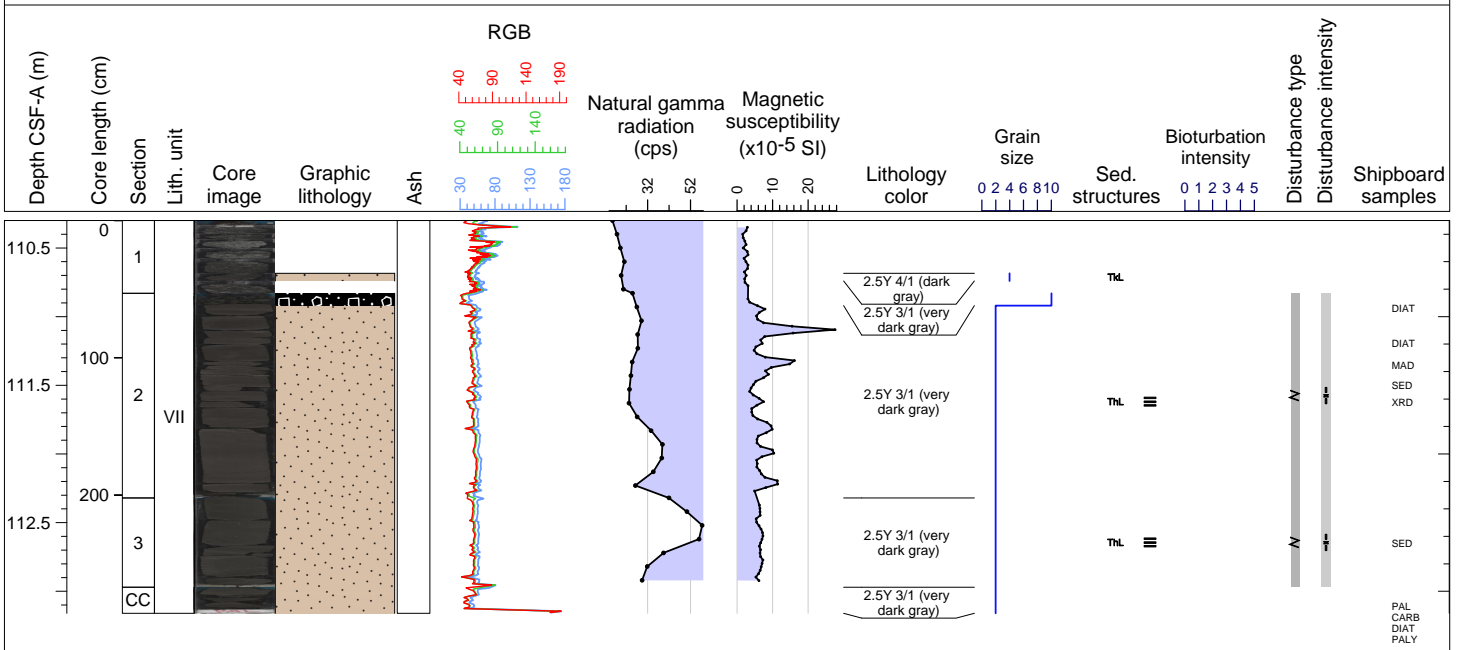 Depth CSF-A (m)
Core length (cm)
Section
Lith. unit
Core
image
Graphic
lithology
Ash
RGB
40 90 140 190
40 90 140
30 80 130 180
Natural gamma
radiation
(cps)
32 52
Magnetic
susceptibility
(x10-5 SI)
0 10 20
Lithology
color
Grain
size
0 2 4 6 8 10
Sed.
structures
Bioturbation
intensity
0 1 2 3 4 5
Disturbance type
Disturbance intensity
Shipboard
samples
110.5
111.5
112.5
0
100
200
1
2
3
CC
VII
2.5Y 4/1 (dark
gray)
2.5Y 3/1 (very
dark gray)
2.5Y 3/1 (very
dark gray)
2.5Y 3/1 (very
dark gray)
2.5Y 3/1 (very
dark gray)
TkL
ThL
ThL
DIAT
DIAT
MAD
SED
XRD
SED
PAL
CARB
DIAT
PALY